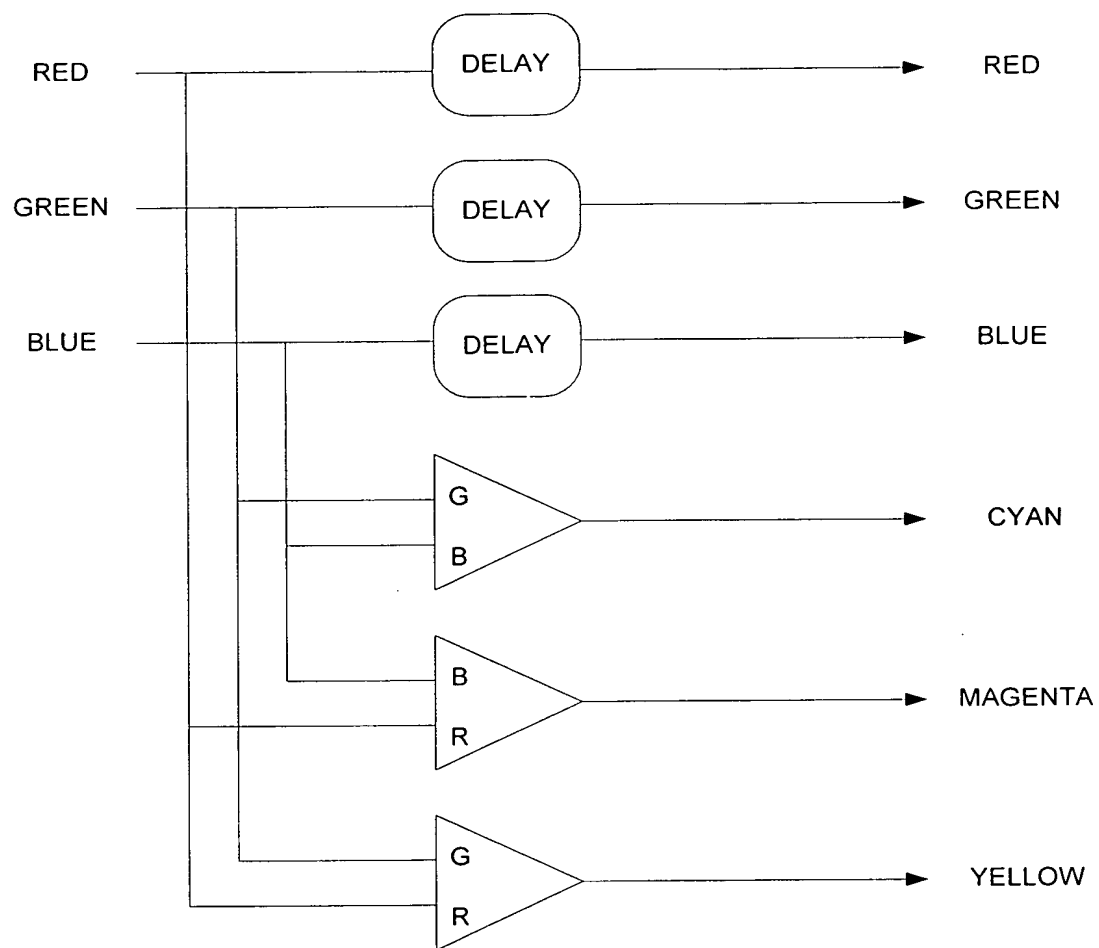 RED DELAY RED
GREEN DELAY GREEN
BLUE DELAY BLUE
G
B
CYAN
B
R
MAGENTA
G
R
YELLOW